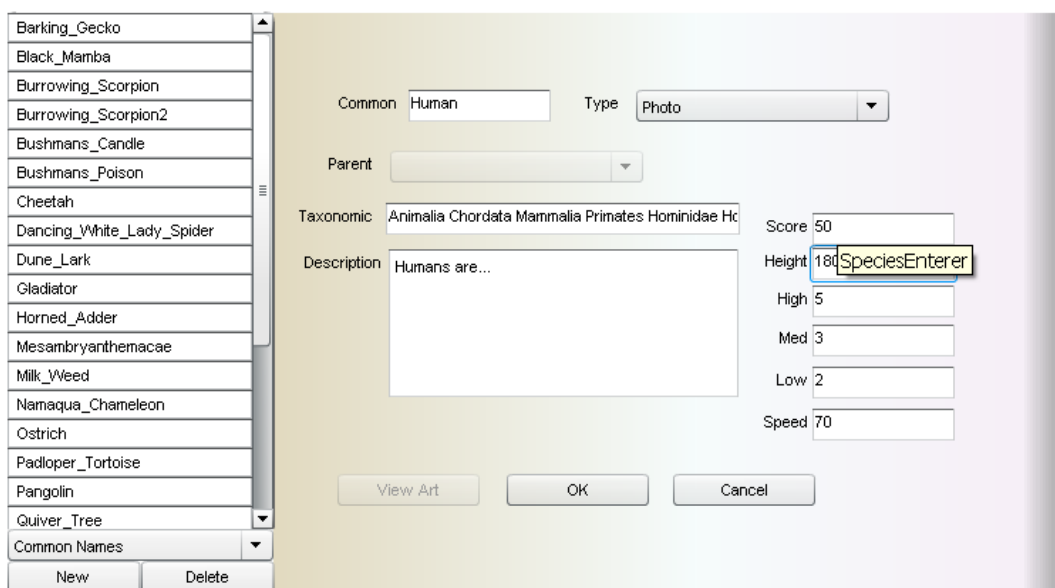 Barking_Gecko
Black_Mamba
Burrowing_Scorpion
Burrowing_Scorpion2
Bushmans_Candle
Bushmans_Poison
Cheetah
Dancing_White_Lady_Spider
Dune_Lark
Gladiator
Horned_Adder
Mesambryanthemacae
Milk_Weed
Namaqua_Chameleon
Ostrich
Padloper_Tortoise
Pangolin
Quiver_Tree
Common Names
New Delete
Common Human Type Photo
Parent
Taxonomic Animalia Chordata Mammalia Primates Hominidae
Description Humans are...
Score 50
Height SpeciesEnterer
High 5
Med 3
Low 2
Speed 70
View Art OK Cancel